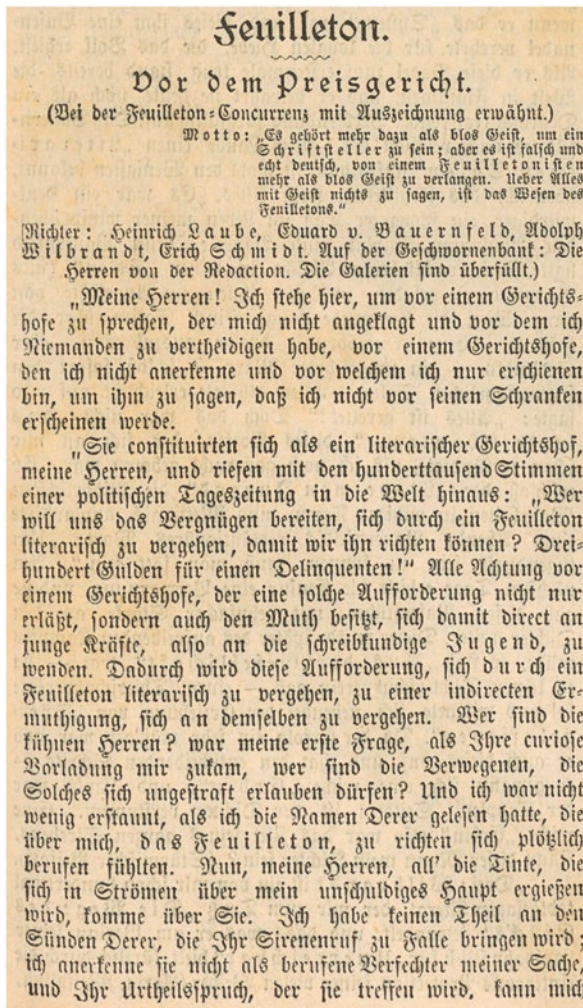 Feuilleton.
Vor dem Preisgericht.
(Bei der Feuilleton-Concurrenz mit Auszeichnung erwähnt.)
Motto: „Es gehört mehr dazu als blos Geist, um ein
Schriftsteller zu sein; aber es ist falsch und
echt deutsch, von einem Feuilletonisten
mehr als blos Geist zu verlangen. Ueber Alles
mit Geist nichts zu sagen, ist das Wesen des
Feuilletons.“
[Richter: Heinrich Laube, Eduard v. Bauernfeld, Adolph
Wilbrandt, Erich Schmidt. Auf der Geschwornenbank: Die
Herren von der Redaction. Die Galerien sind überfüllt.)
„Meine Herren! Ich stehe hier, um vor einem Gerichts-
hofe zu sprechen, der mich nicht angeklagt und vor dem ich
Niemanden zu vertheidigen habe, vor einem Gerichtshofe,
den ich nicht anerkenne und vor welchem ich nur erschienen
bin, um ihm zu sagen, daß ich nicht vor seinen Schranken
erscheinen werde.
„Sie constituirten sich als ein literarischer Gerichtshof,
meine Herren, und riefen mit den hunderttausend Stimmen
einer politischen Tageszeitung in die Welt hinaus: „Wer
will uns das Vergnügen bereiten, sich durch ein Feuilleton
literarisch zu vergehen, damit wir ihn richten können? Drei-
hundert Gulden für einen Delinquenten!“ Alle Achtung vor
einem Gerichtshofe, der eine solche Aufforderung nicht nur
erläßt, sondern auch den Muth besitzt, sich damit direct an
junge Kräfte, also an die schreibkundige Jugend, zu
wenden. Dadurch wird diese Aufforderung, sich durch ein
Feuilleton literarisch zu vergehen, zu einer indirecten Er-
muthigung, sich an demselben zu vergehen. Wer sind die
kühnen Herren? war meine erste Frage, als Ihre curiose
Vorladung mir zukam, wer sind die Verwegenen, die
Solches sich ungestraft erlauben dürfen? Und ich war nicht
wenig erstaunt, als ich die Namen Derer gelesen hatte, die
über mich, das Feuilleton, zu richten sich plötzlich
berufen fühlten. Nun, meine Herren, all’ die Tinte, die
sich in Strömen über mein unschuldiges Haupt ergießen
wird, komme über Sie. Ich habe keinen Theil an den
Sünden Derer, die Ihr Sirenenruf zu Falle bringen wird;
ich anerkenne sie nicht als berufene Verfechter meiner Sache,
und Ihr Urtheilsspruch, der sie treffen wird, kann mich